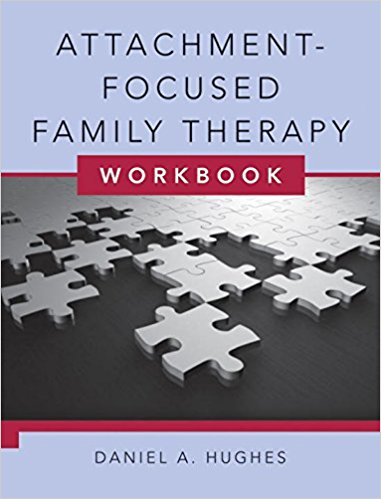 ATTACHMENT-
FOCUSED
FAMILY THERAPY
WORKBOOK
DANIEL A. HUGHES